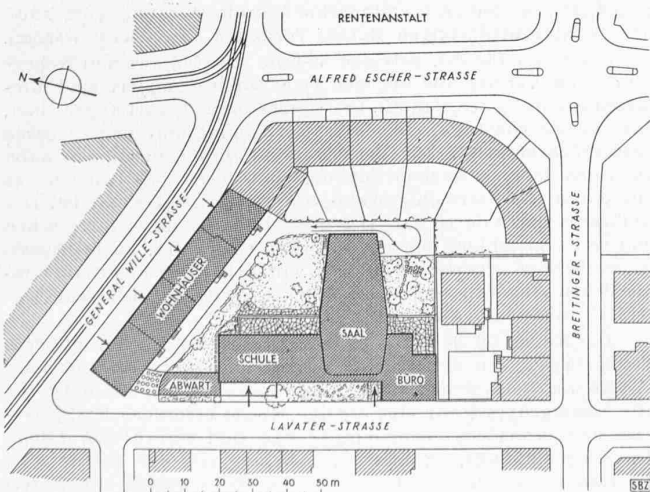 RENTENANSTALT
N
ALFRED ESCHER-STRASSE
GENERAL WILLE-STRASSE
WOHNHÄUSER
BREITINGER-STRASSE
SAAL
SCHULE
ABWART
BÜRO
LAVATER-STRASSE
0 10 20 30 40 50 m
SBZ